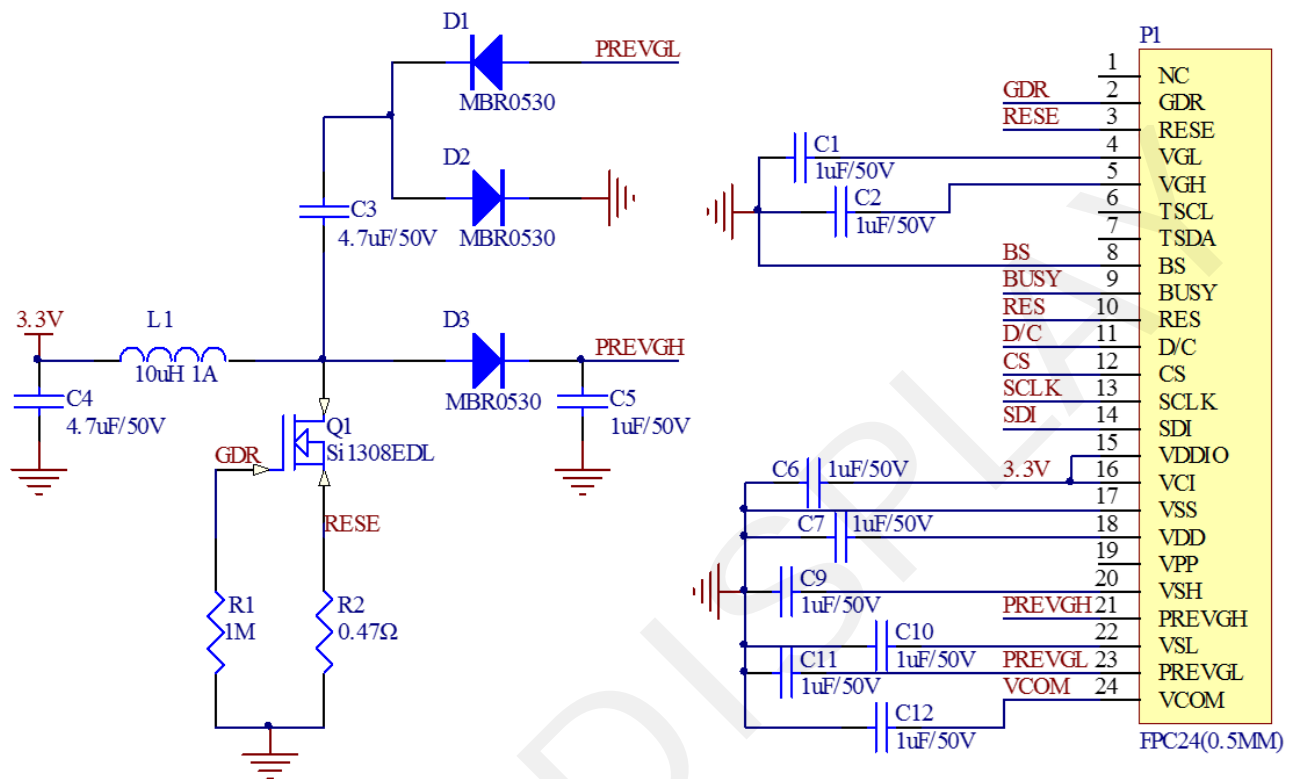 D1
PREVGL
MBR0530
D2
MBR0530
C3
4.7uF/50V
3.3V
L1
10uH 1A
D3
PREVGH
MBR0530
C4
4.7uF/50V
C5
1uF/50V
Q1
Si1308EDL
GDR
RESE
R1
1M
R2
0.47Ω
P1
1 NC
GDR 2 GDR
RESE 3 RESE
C1
1uF/50V
4 VGL
5 VGH
C2
1uF/50V
6 TSCL
7 TSDA
BS 8 BS
BUSY 9 BUSY
RES 10 RES
D/C 11 D/C
CS 12 CS
SCLK 13 SCLK
SDI 14 SDI
15 VDDIO
C6 1uF/50V
3.3V 16 VCI
17 VSS
C7 1uF/50V
18 VDD
19 VPP
C9
1uF/50V
20 VSH
PREVGH 21 PREVGH
C10
1uF/50V
22 VSL
C11
1uF/50V
PREVGL 23 PREVGL
VCOM 24 VCOM
C12
1uF/50V
FPC24(0.5MM)
DISPLAY